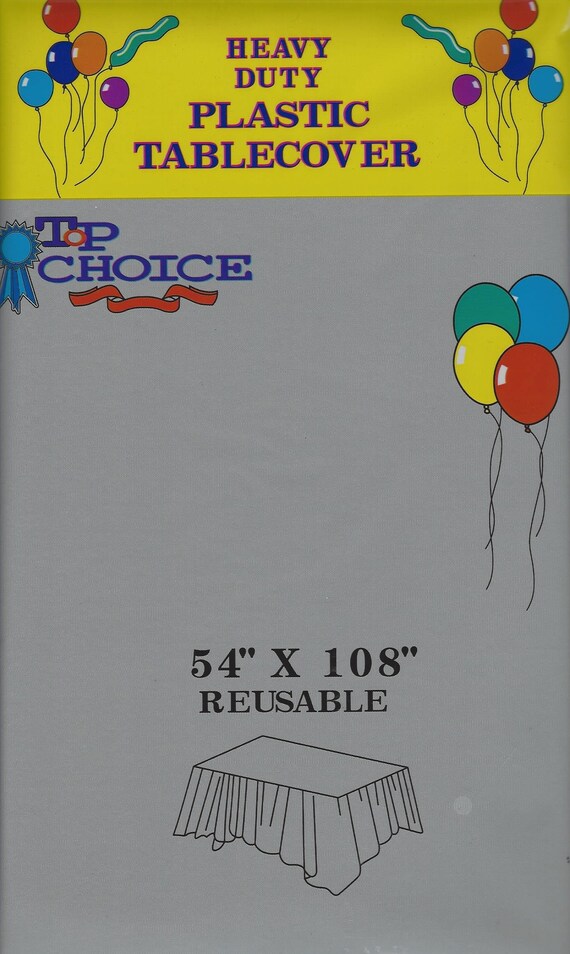 HEAVY
DUTY
PLASTIC
TABLECOVER
TOP
CHOICE
54" X 108"
REUSABLE